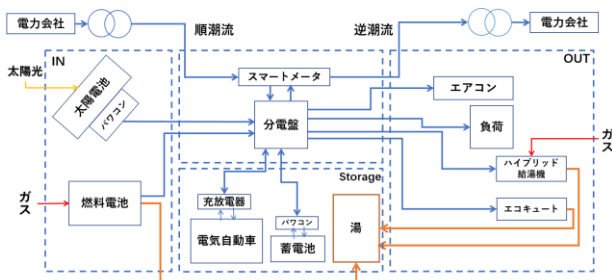 電力会社
順潮流
逆潮流
電力会社
IN
OUT
太陽光
太陽電池
パワコン
スマートメータ
分電盤
エアコン
負荷
ガス
ハイブリッド
給湯機
エコキュート
ガス
燃料電池
Storage
充放電器
電気自動車
パワコン
蓄電池
湯